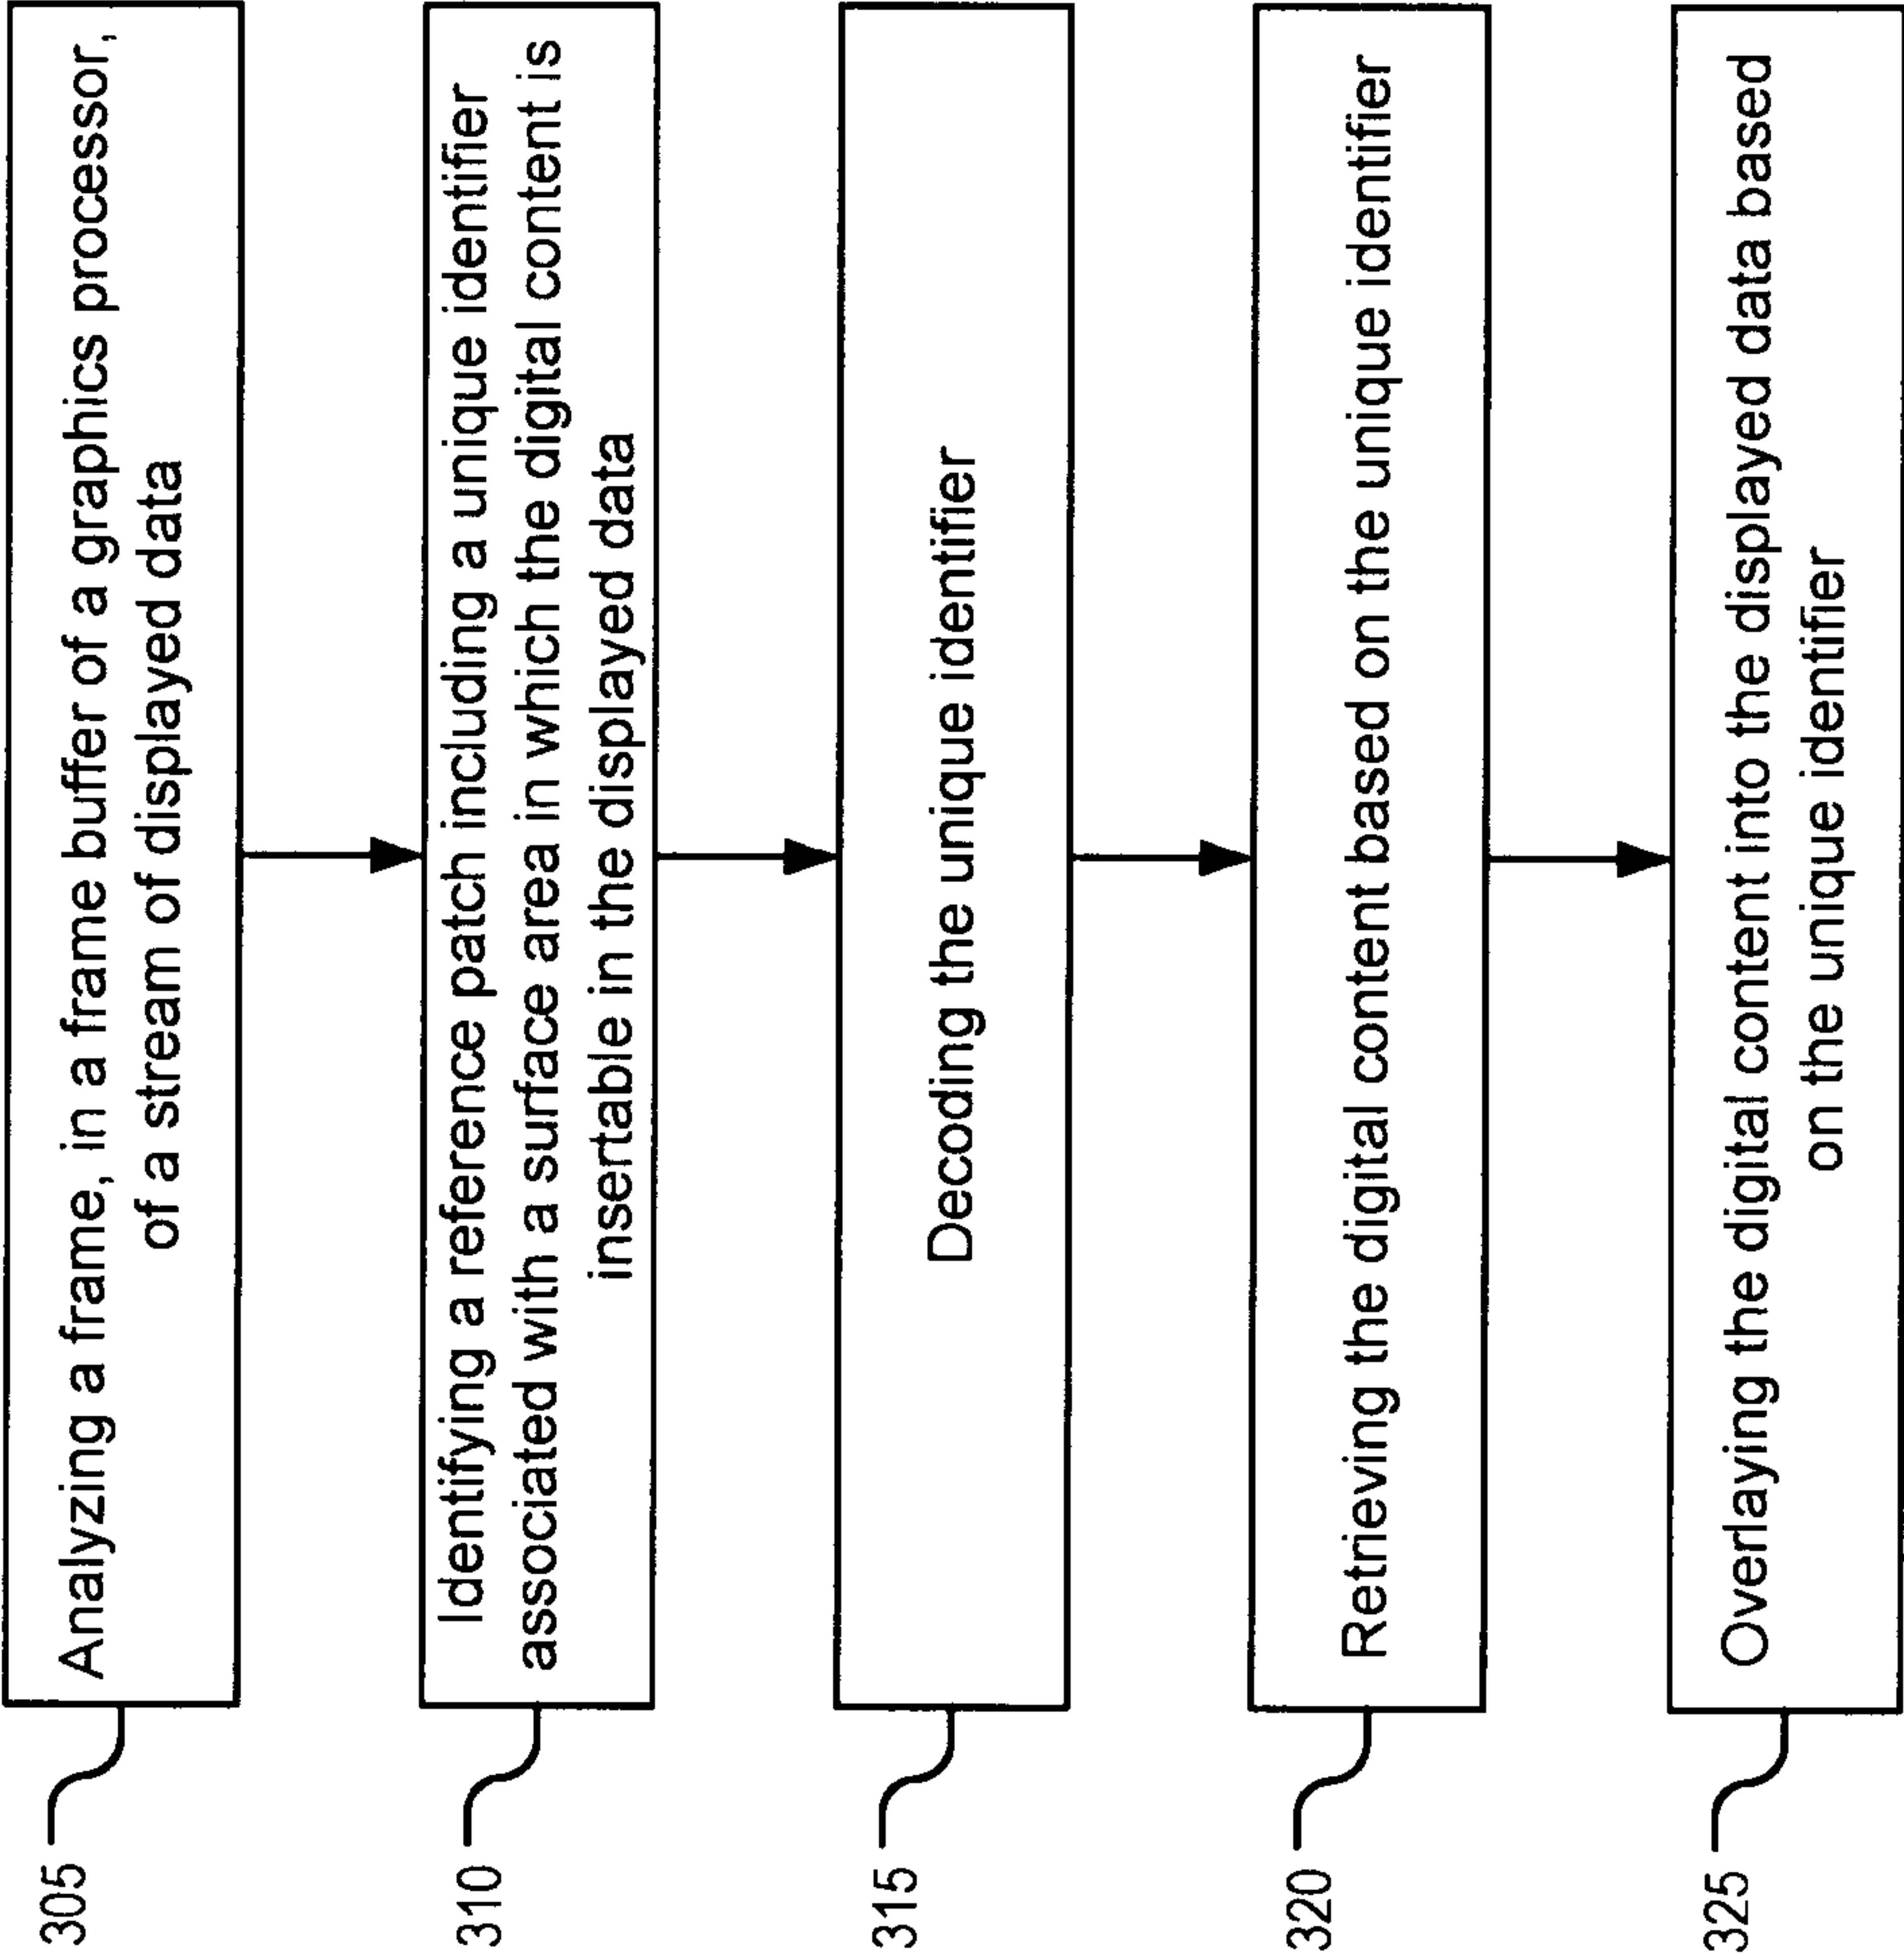 305
Analyzing a frame, in a frame buffer of a graphics processor,
of a stream of displayed data
310
Identifying a reference patch including a unique identifier
associated with a surface area in which the digital content is
insertable in the displayed data
315
Decoding the unique identifier
320
Retrieving the digital content based on the unique identifier
325
Overlaying the digital content into the displayed data based
on the unique identifier